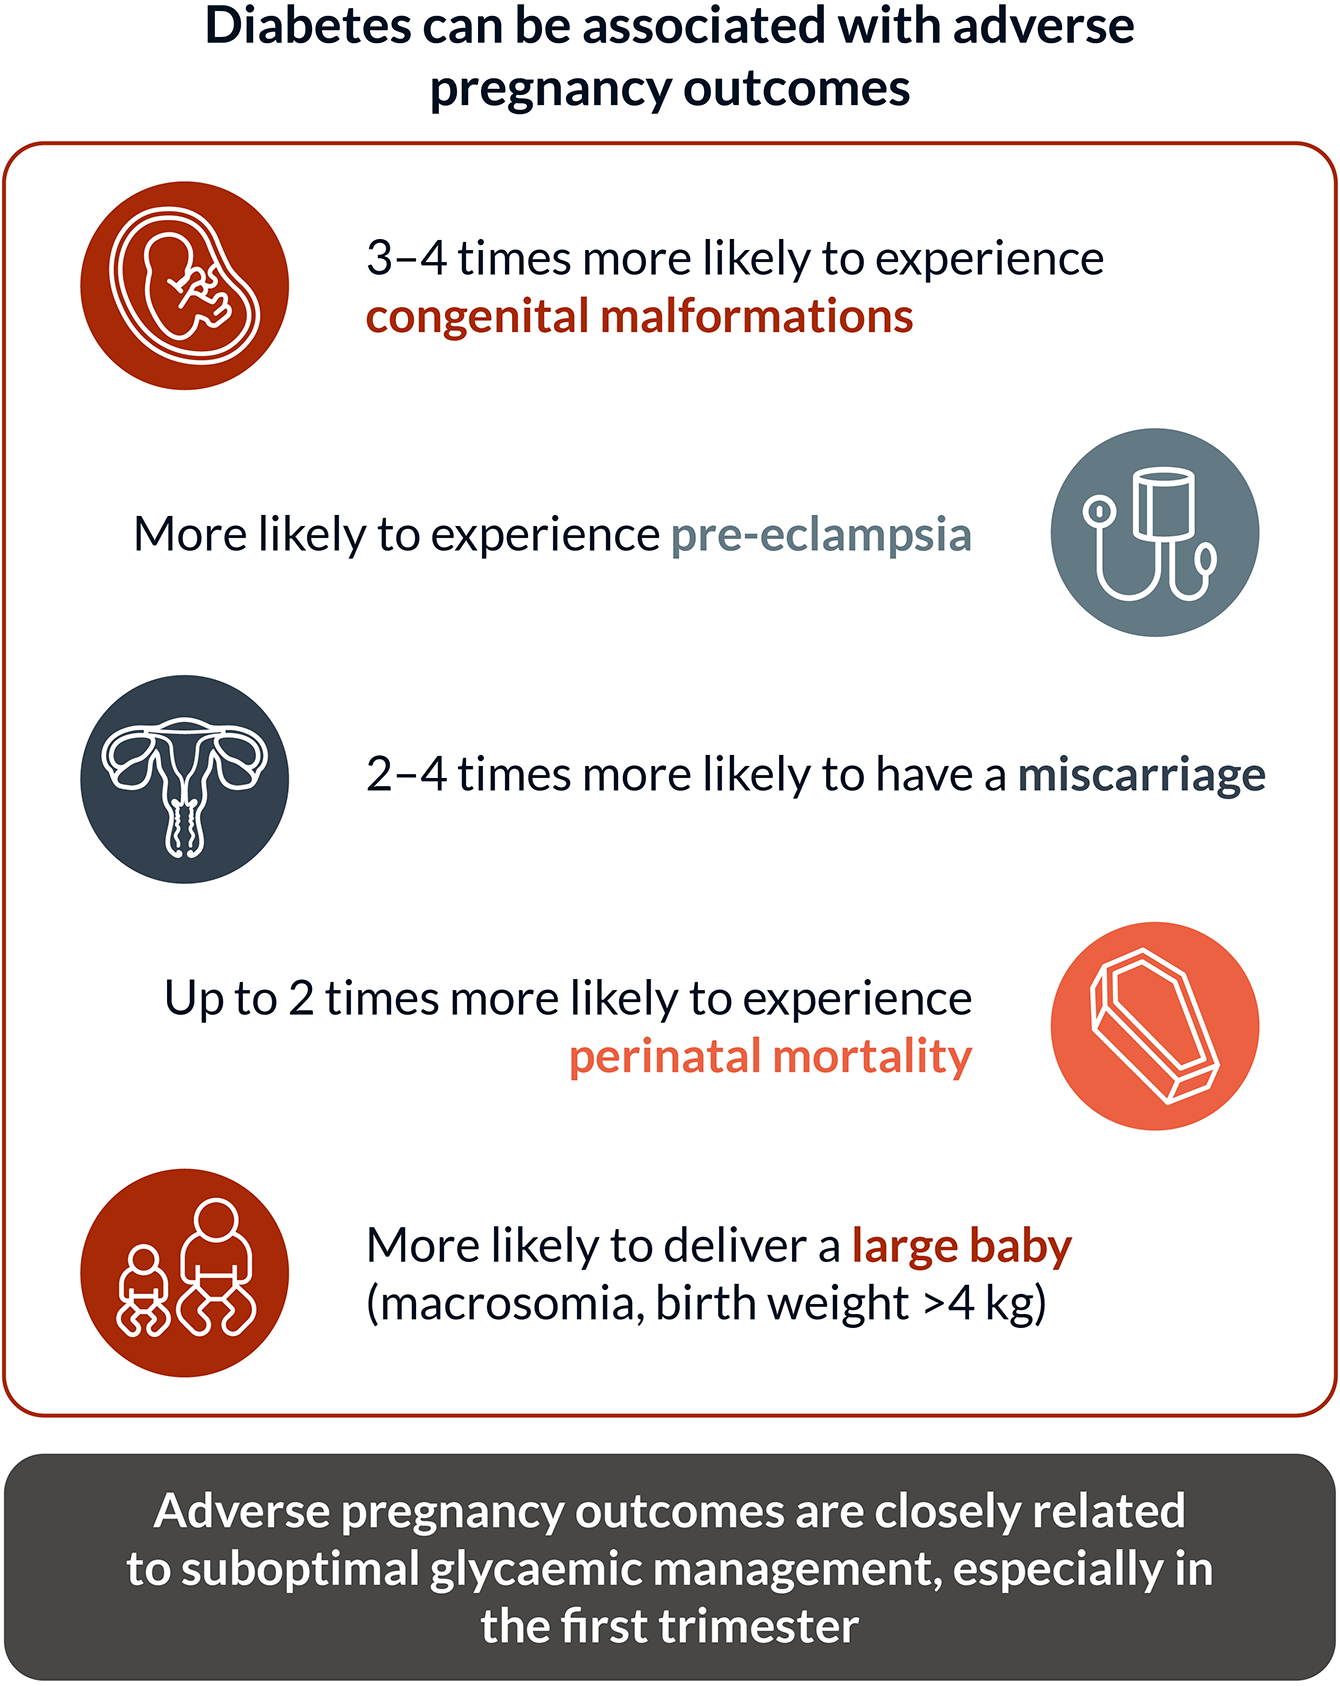 Diabetes can be associated with adverse
pregnancy outcomes
3–4 times more likely to experience
congenital malformations
More likely to experience pre-eclampsia
2–4 times more likely to have a miscarriage
Up to 2 times more likely to experience
perinatal mortality
More likely to deliver a large baby
(macrosomia, birth weight >4 kg)
Adverse pregnancy outcomes are closely related
to suboptimal glycaemic management, especially in
the first trimester